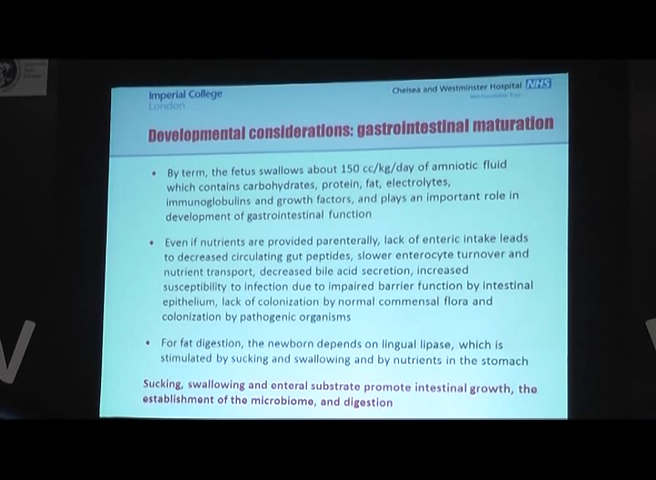 Imperial College
London
Chelsea and Westminster Hospital NHS
Developmental considerations: gastrointestinal maturation
• By term, the fetus swallows about 150 cc/kg/day of amniotic fluid
which contains carbohydrates, protein, fat, electrolytes,
immunoglobulins and growth factors, and plays an important role in
development of gastrointestinal function
• Even if nutrients are provided parenterally, lack of enteric intake leads
to decreased circulating gut peptides, slower enterocyte turnover and
nutrient transport, decreased bile acid secretion, increased
susceptibility to infection due to impaired barrier function by intestinal
epithelium, lack of colonization by normal commensal flora and
colonization by pathogenic organisms
• For fat digestion, the newborn depends on lingual lipase, which is
stimulated by sucking and swallowing and by nutrients in the stomach
Sucking, swallowing and enteral substrate promote intestinal growth, the
establishment of the microbiome, and digestion